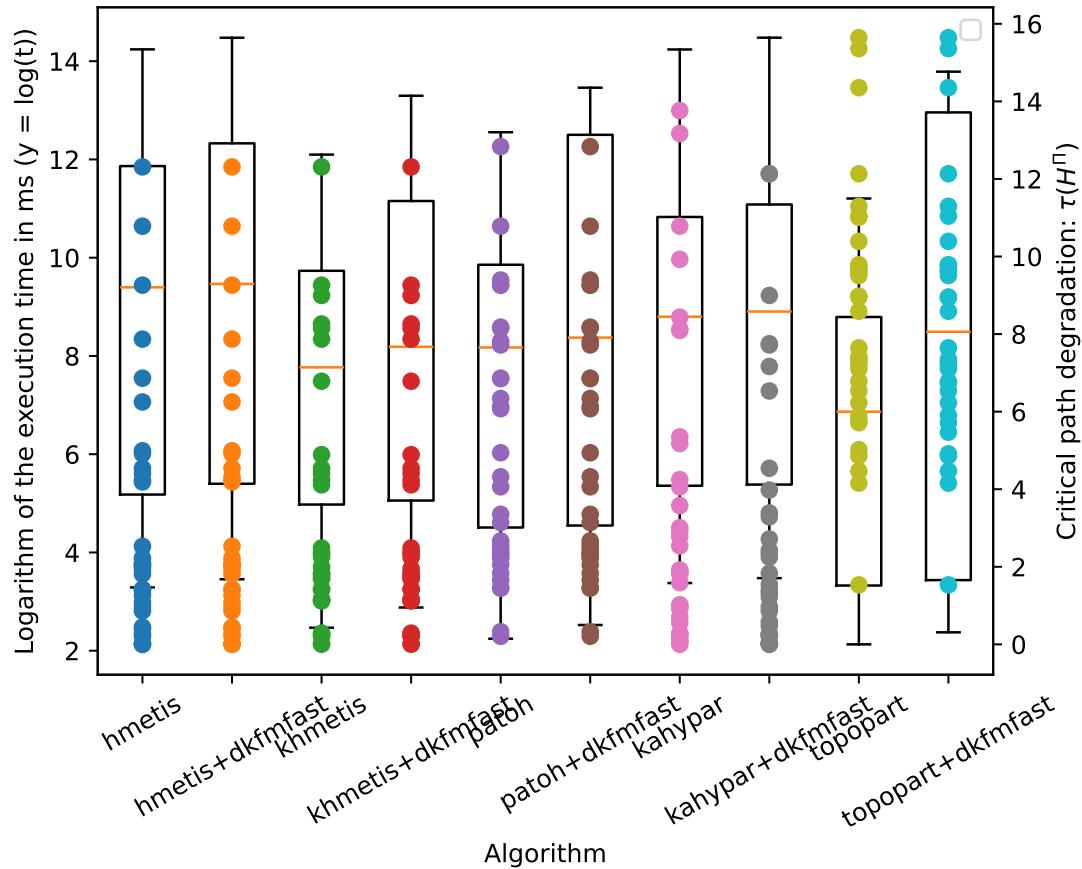 Logarithm of the execution time in ms (y = log(t))
14
12
10
8
6
4
2
16
14
12
10
8
6
4
2
0
Critical path degradation: τ(H^Π)
hmetis
hmetis+dkfmfast
khmetis
khmetis+dkfmfast
patoh
patoh+dkfmfast
kahypar
kahypar+dkfmfast
topopart
topopart+dkfmfast
Algorithm